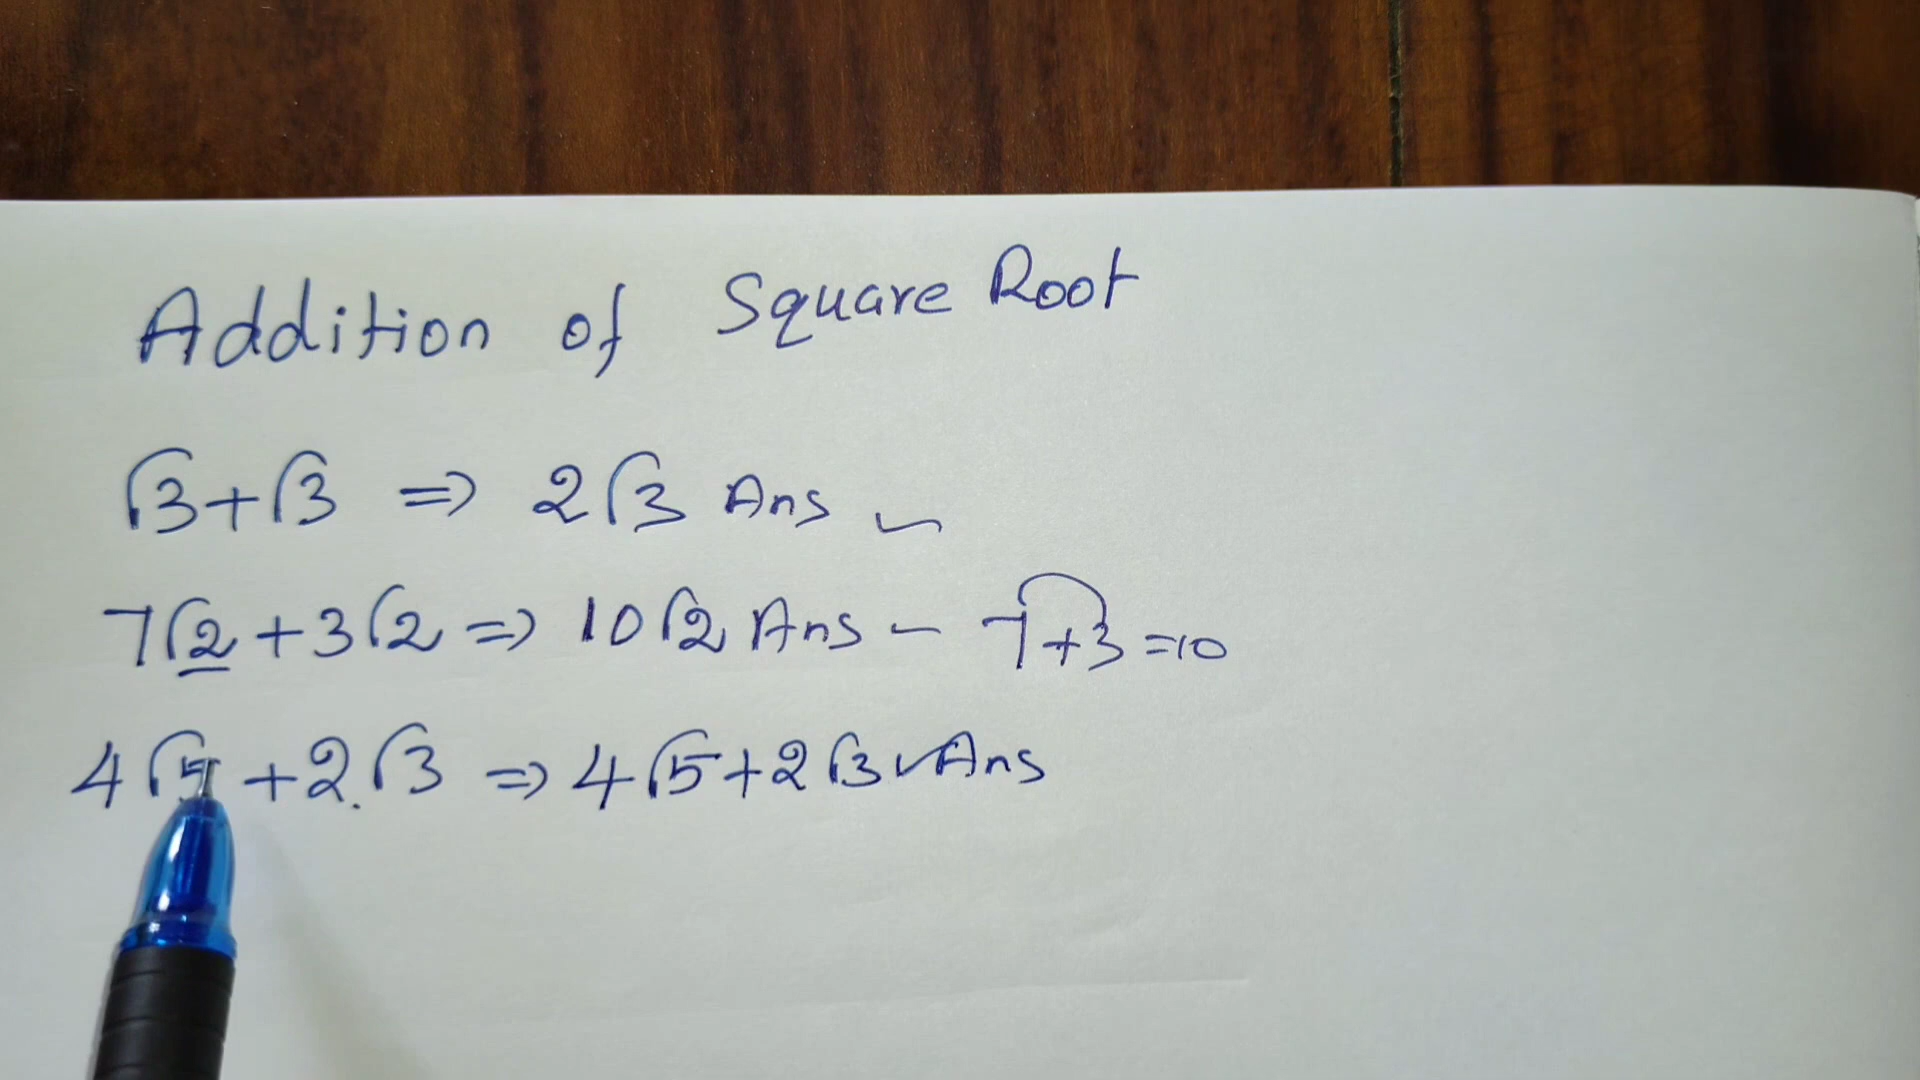 Addition of Square Root
√3+√3 => 2√3 Ans
7√2+3√2 => 10√2 Ans – 7+3=10
4√5+2.√3 => 4√5+2√3 Ans